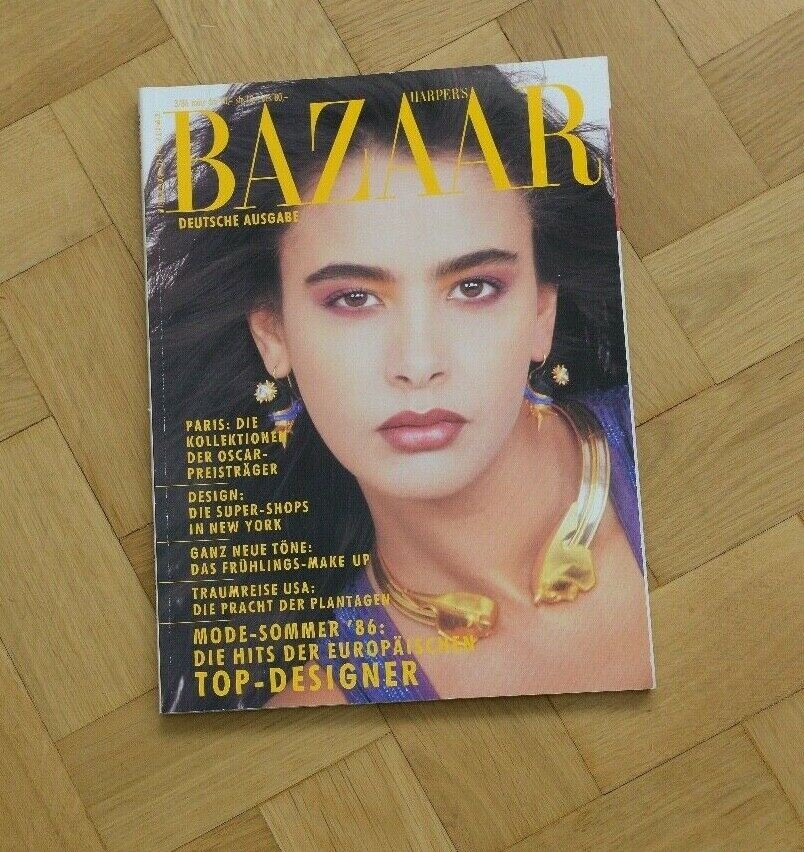 3/86
HARPER'S
BAZAAR
DEUTSCHE AUSGABE
PARIS: DIE
KOLLEKTIONEN
DER OSCAR-
PREISTRÄGER
DESIGN:
DIE SUPER-SHOPS
IN NEW YORK
GANZ NEUE TÖNE:
DAS FRÜHLINGS-MAKE UP
TRAUMREISE USA:
DIE PRACHT DER PLANTAGEN
MODE-SOMMER '86:
DIE HITS DER EUROPÄISCHEN
TOP-DESIGNER